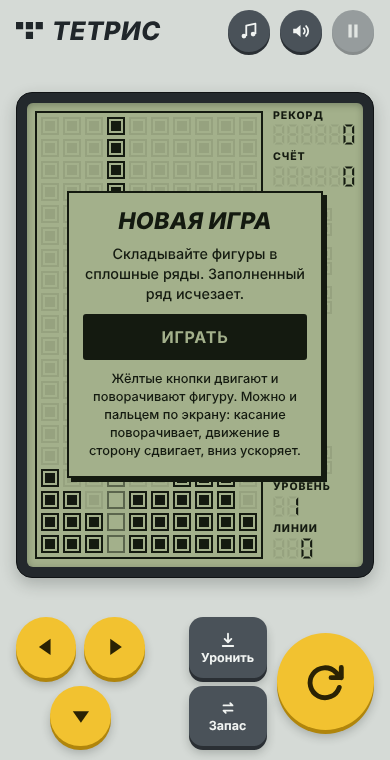 ТЕТРИС
РЕКОРД
0
СЧЁТ
0
НОВАЯ ИГРА
Складывайте фигуры в
сплошные ряды. Заполненный
ряд исчезает.
ИГРАТЬ
Жёлтые кнопки двигают и
поворачивают фигуру. Можно и
пальцем по экрану: касание
поворачивает, движение в
сторону сдвигает, вниз ускоряет.
УРОВЕНЬ
1
ЛИНИИ
0
Уронить
Запас